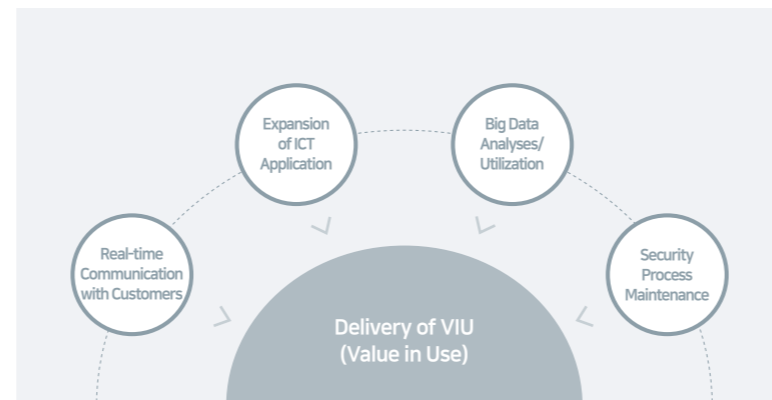 Expansion
of ICT
Application
Big Data
Analyses/
Utilization
Real-time
Communication
with Customers
Security
Process
Maintenance
Delivery of VIU
(Value in Use)